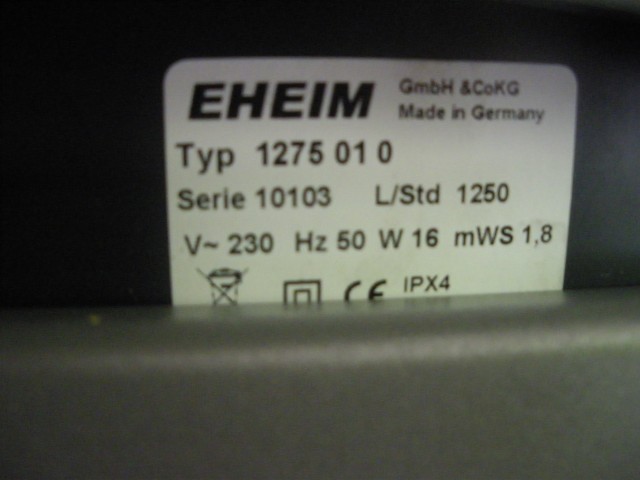 EHEIM GmbH &CoKG
Made in Germany
Typ 1275 01 0
Serie 10103 L/Std 1250
V~ 230 Hz 50 W 16 mWS 1,8
CE IPX4